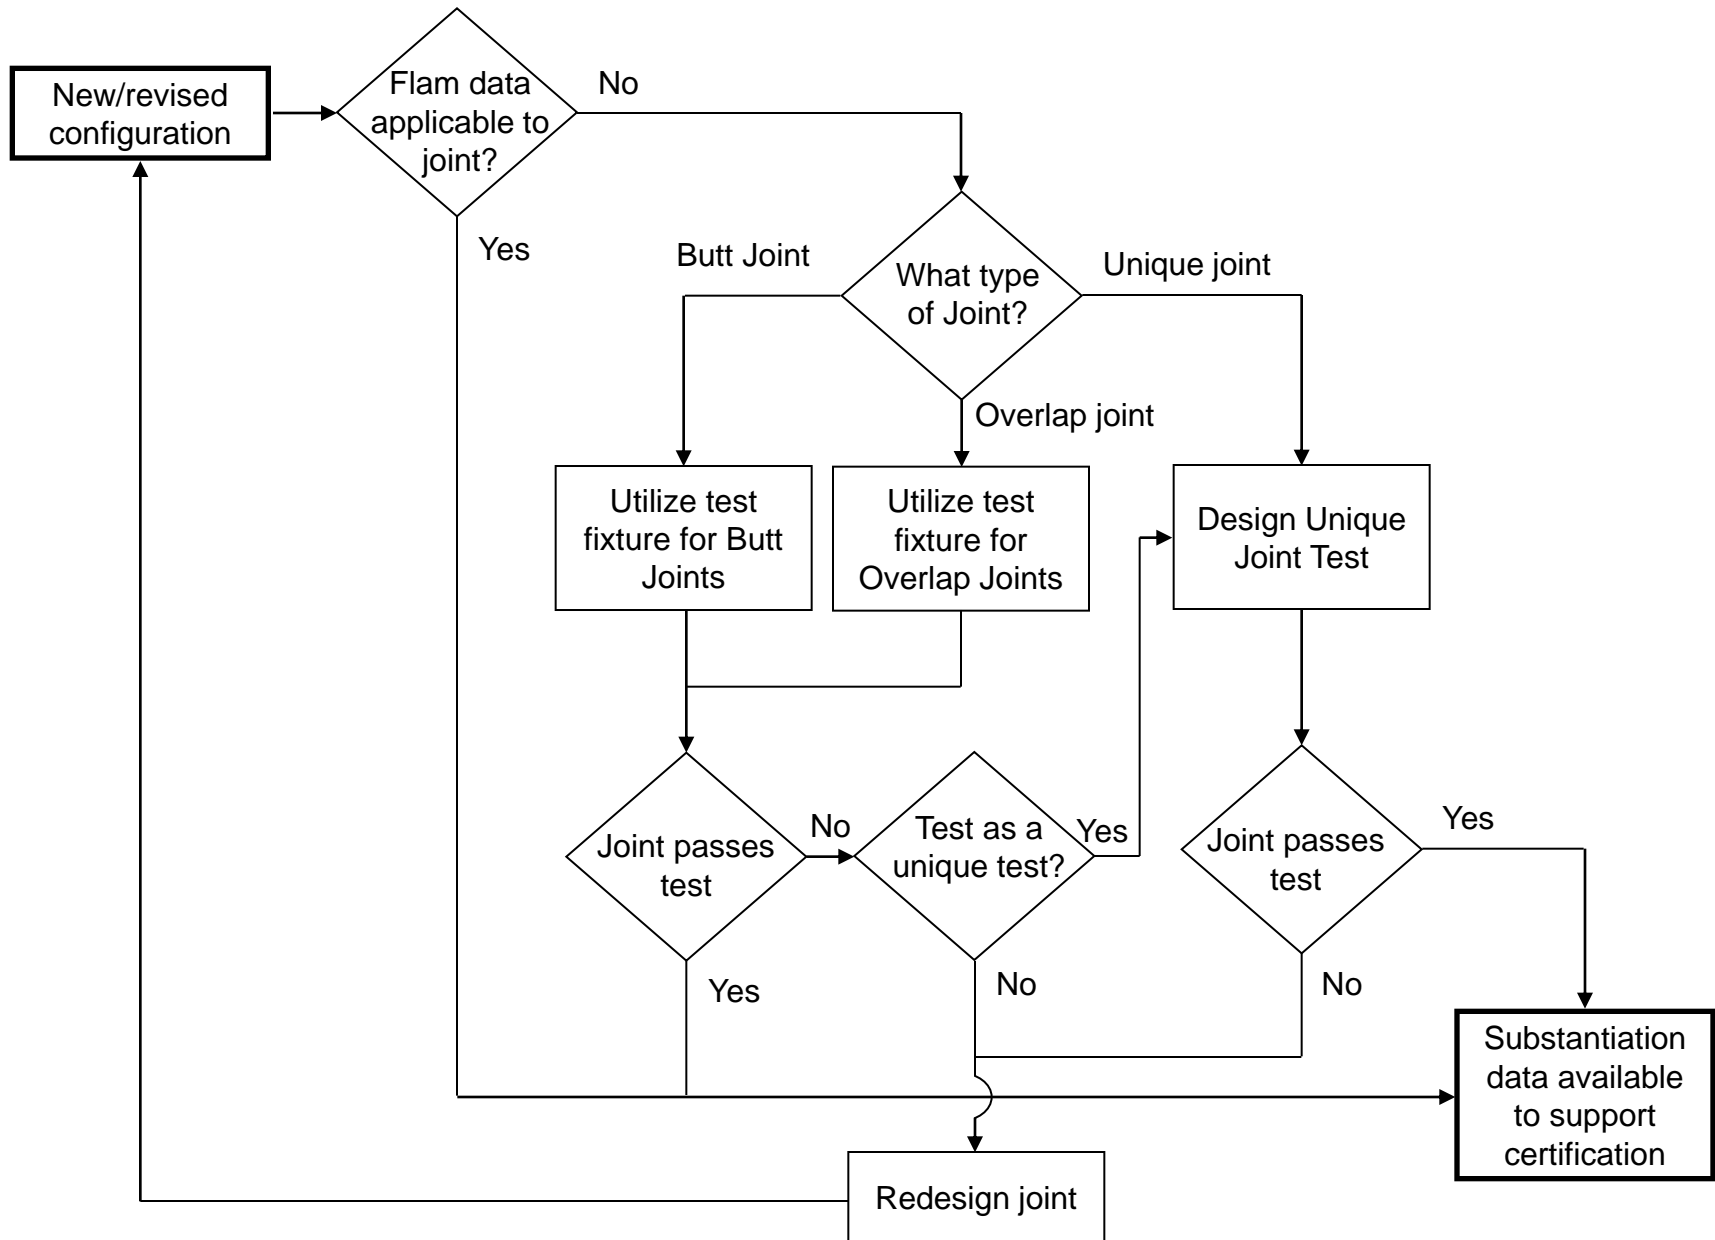 New/revised
configuration
Flam data
applicable to
joint?
No
Yes
Butt Joint
What type
of Joint?
Unique joint
Overlap joint
Utilize test
fixture for Butt
Joints
Utilize test
fixture for
Overlap Joints
Design Unique
Joint Test
Joint passes
test
No
Test as a
unique test?
Yes
Joint passes
test
Yes
Yes
No
No
Substantiation
data available
to support
certification
Redesign joint